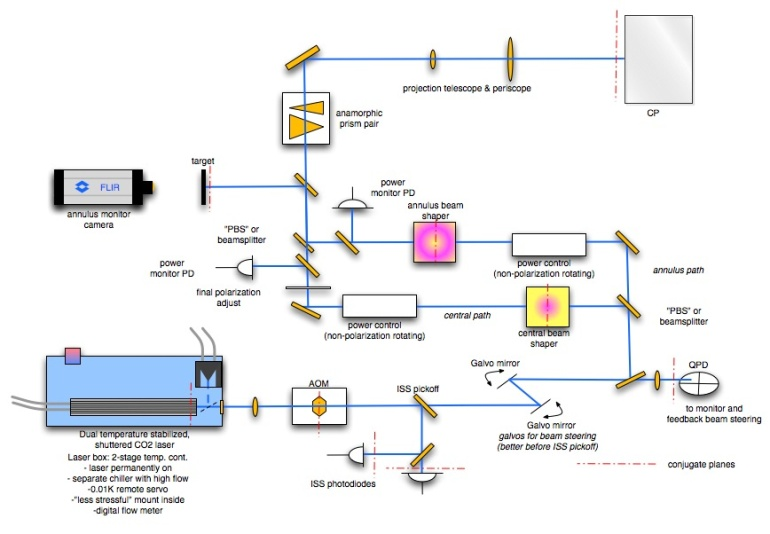 projection telescope & periscope
CP
anamorphic
prism pair
target
FLIR
annulus monitor
camera
power
monitor PD
annulus beam
shaper
"PBS" or
beamsplitter
power
monitor PD
power control
(non-polarization rotating)
annulus path
final polarization
adjust
power control
(non-polarization rotating)
central path
central beam
shaper
"PBS" or
beamsplitter
Galvo mirror
QPD
AOM
ISS pickoff
to monitor and
feedback beam steering
Galvo mirror
galvos for beam steering
(better before ISS pickoff)
Dual temperature stabilized,
shuttered CO2 laser
Laser box: 2-stage temp. cont.
- laser permanently on
- separate chiller with high flow
-0.01K remote servo
-"less stressful" mount inside
-digital flow meter
ISS photodiodes
conjugate planes